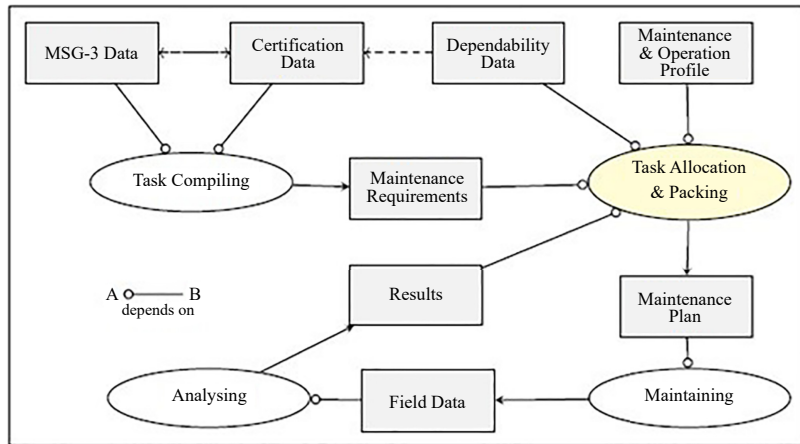 MSG-3 Data
Certification
Data
Dependability
Data
Maintenance
& Operation
Profile
Task Compiling
Maintenance
Requirements
Task Allocation
& Packing
A B
depends on
Results
Maintenance
Plan
Analysing
Field Data
Maintaining